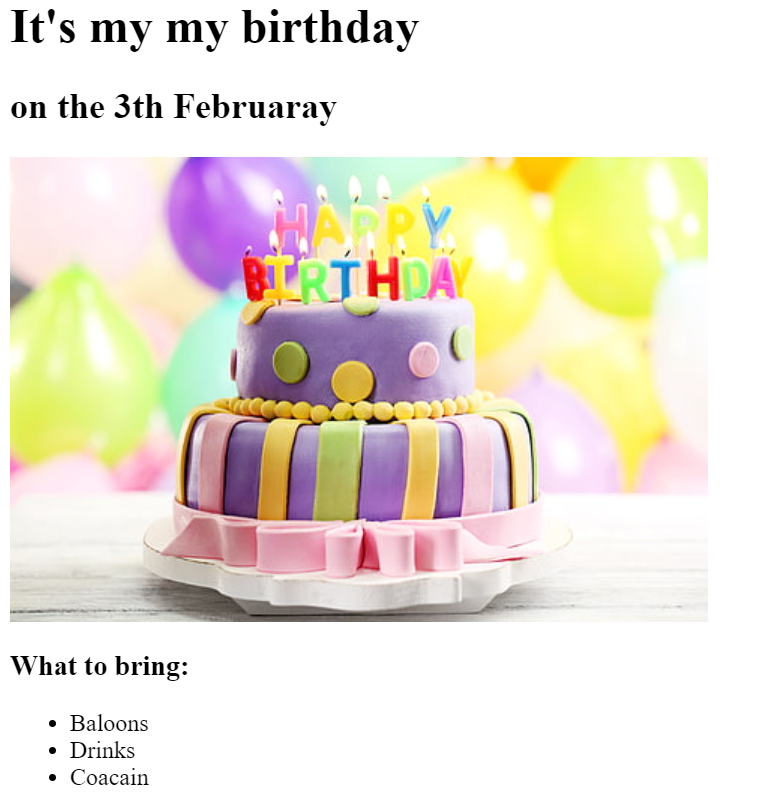 It's my my birthday
on the 3th Februaray
HAPPY
BIRTHDAY
What to bring:
Baloons
Drinks
Coacain